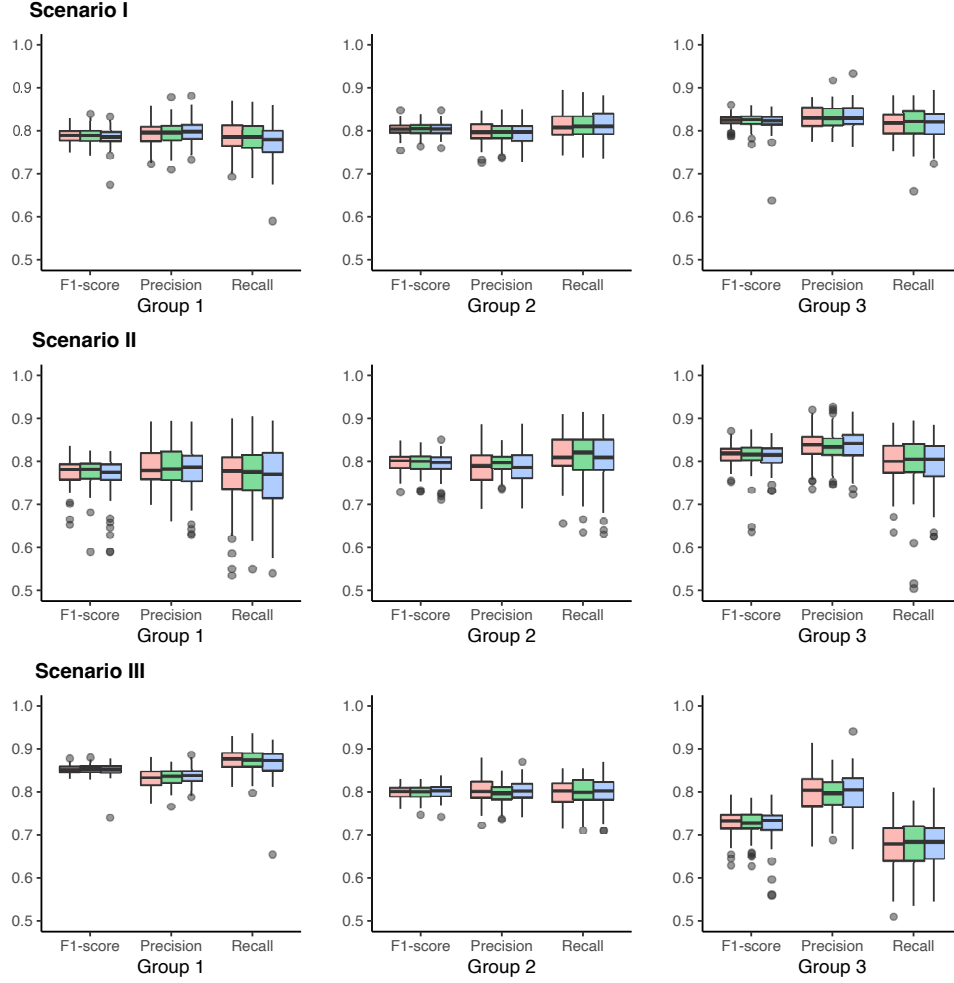 Scenario I
1.0 1.0 1.0
0.9 0.9 0.9
0.8 0.8 0.8
0.7 0.7 0.7
0.6 0.6 0.6
0.5 0.5 0.5
F1-score Precision Recall F1-score Precision Recall F1-score Precision Recall
Group 1 Group 2 Group 3
Scenario II
1.0 1.0 1.0
0.9 0.9 0.9
0.8 0.8 0.8
0.7 0.7 0.7
0.6 0.6 0.6
0.5 0.5 0.5
F1-score Precision Recall F1-score Precision Recall F1-score Precision Recall
Group 1 Group 2 Group 3
Scenario III
1.0 1.0 1.0
0.9 0.9 0.9
0.8 0.8 0.8
0.7 0.7 0.7
0.6 0.6 0.6
0.5 0.5 0.5
F1-score Precision Recall F1-score Precision Recall F1-score Precision Recall
Group 1 Group 2 Group 3